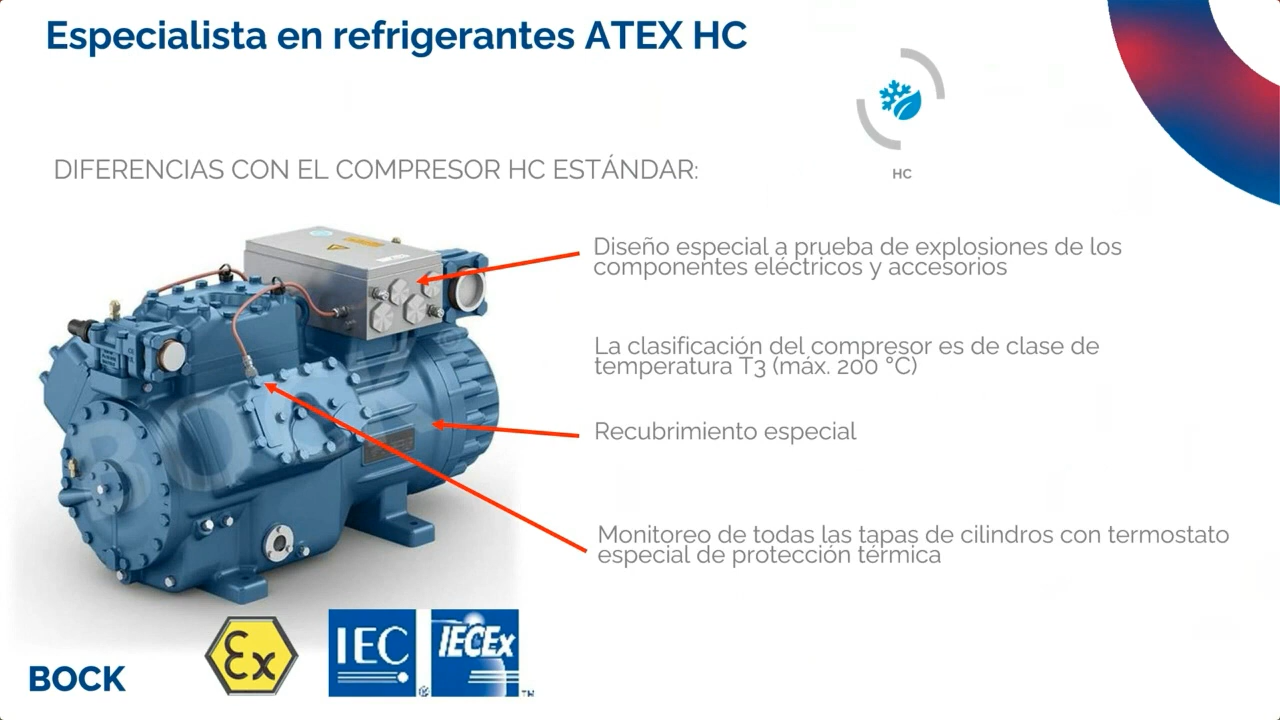 Especialista en refrigerantes ATEX HC
HC
DIFERENCIAS CON EL COMPRESOR HC ESTÁNDAR:
Diseño especial a prueba de explosiones de los
componentes eléctricos y accesorios
La clasificación del compresor es de clase de
temperatura T3 (máx. 200 °C)
Recubrimiento especial
Monitoreo de todas las tapas de cilindros con termostato
especial de protección térmica
BOCK
BOCK
Ex
IEC
®
IECEx
TM